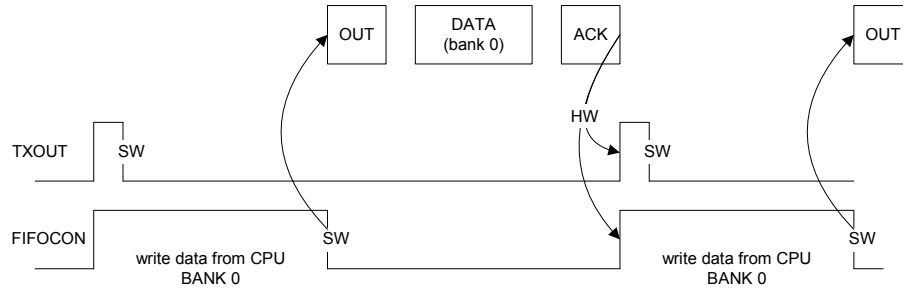 OUT
DATA
(bank 0)
ACK
OUT
HW
TXOUT
SW
SW
FIFOCON
SW
SW
write data from CPU
BANK 0
write data from CPU
BANK 0